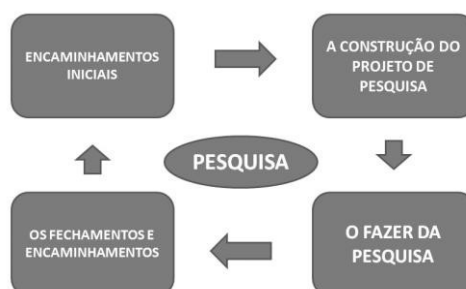 ENCAMINHAMENTOS
INICIAIS
A CONSTRUÇÃO DO
PROJETO DE
PESQUISA
PESQUISA
OS FECHAMENTOS E
ENCAMINHAMENTOS
O FAZER DA
PESQUISA